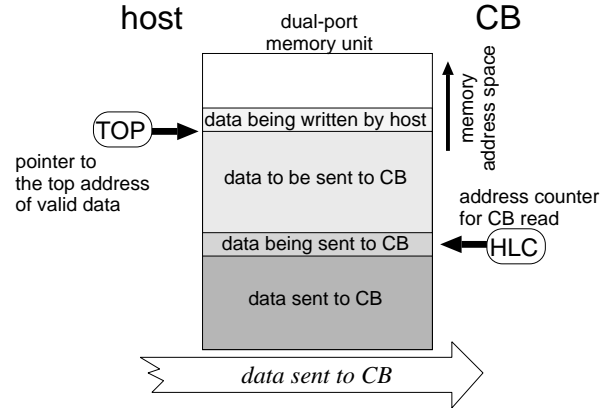 host
dual-port
memory unit
CB
data being written by host
TOP
pointer to
the top address
of valid data
data to be sent to CB
memory
address space
address counter
for CB read
data being sent to CB
HLC
data sent to CB
data sent to CB